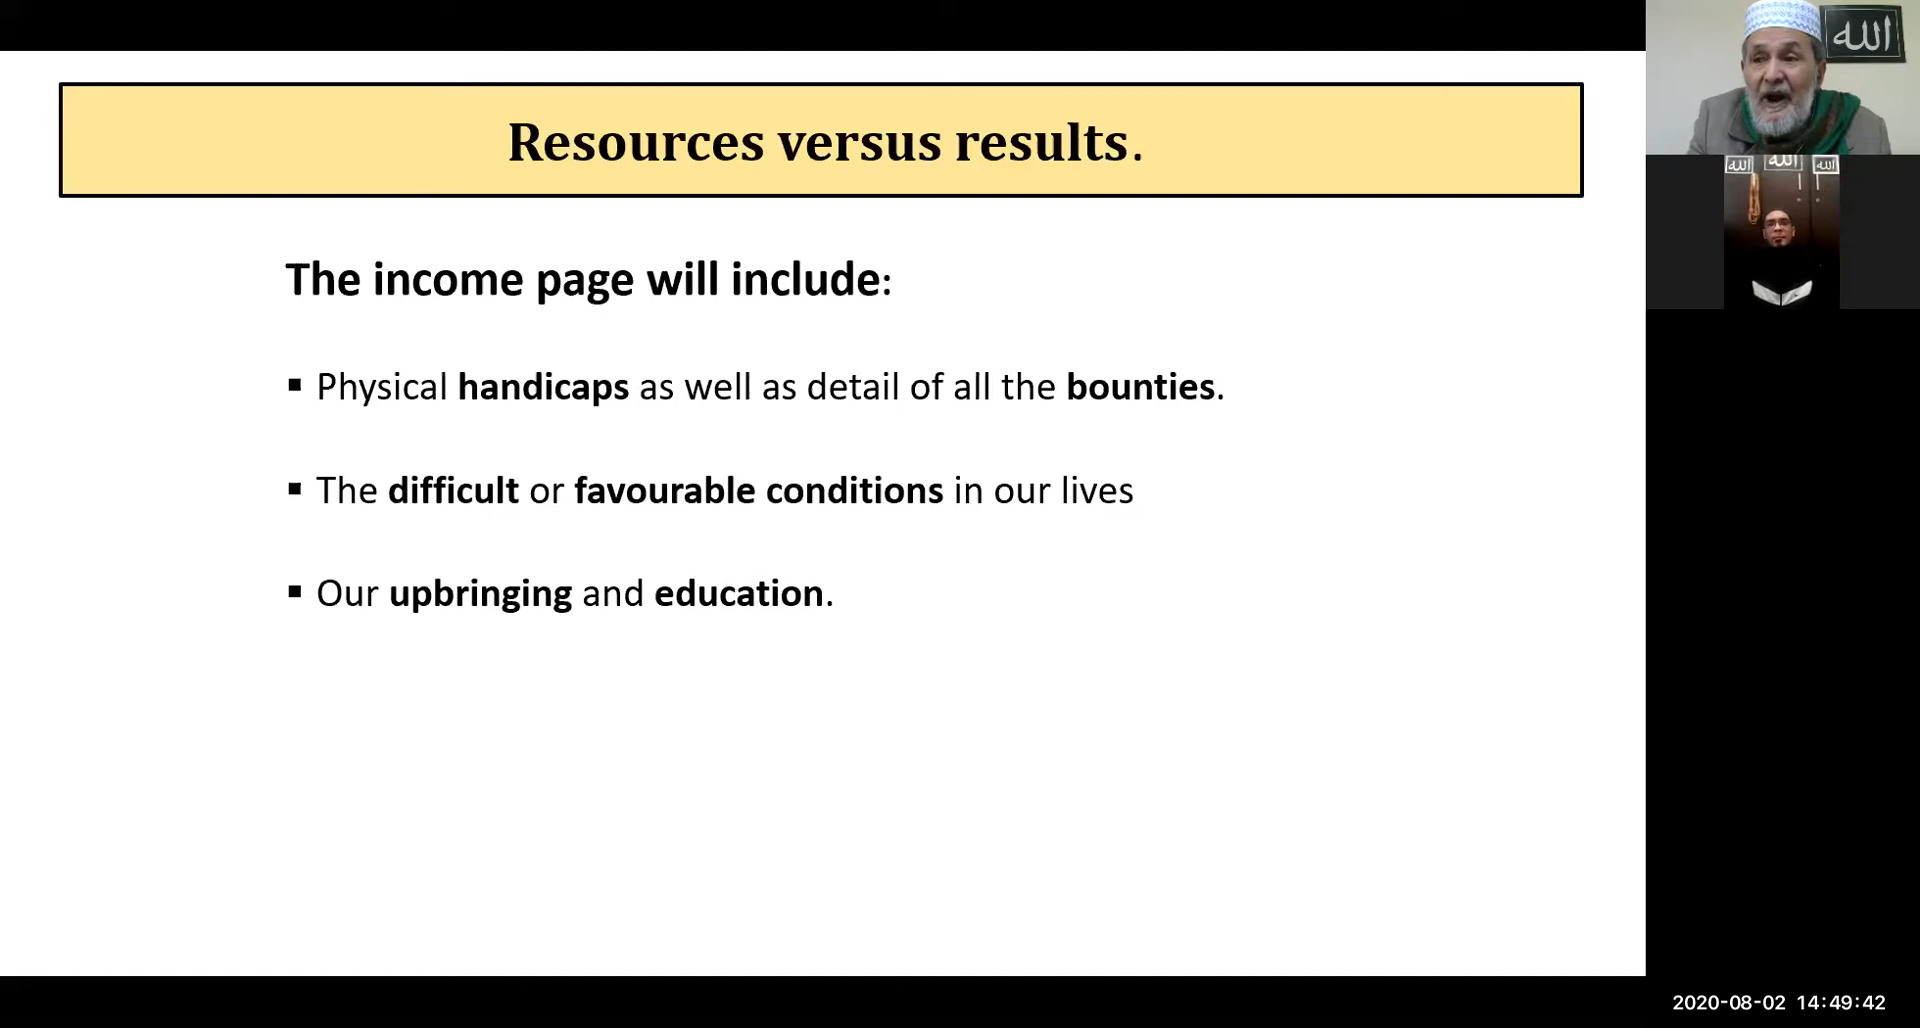 Resources versus results.
The income page will include:
▪ Physical handicaps as well as detail of all the bounties.
▪ The difficult or favourable conditions in our lives
▪ Our upbringing and education.
الله
الله
الله
الله
2020-08-02 14:49:42